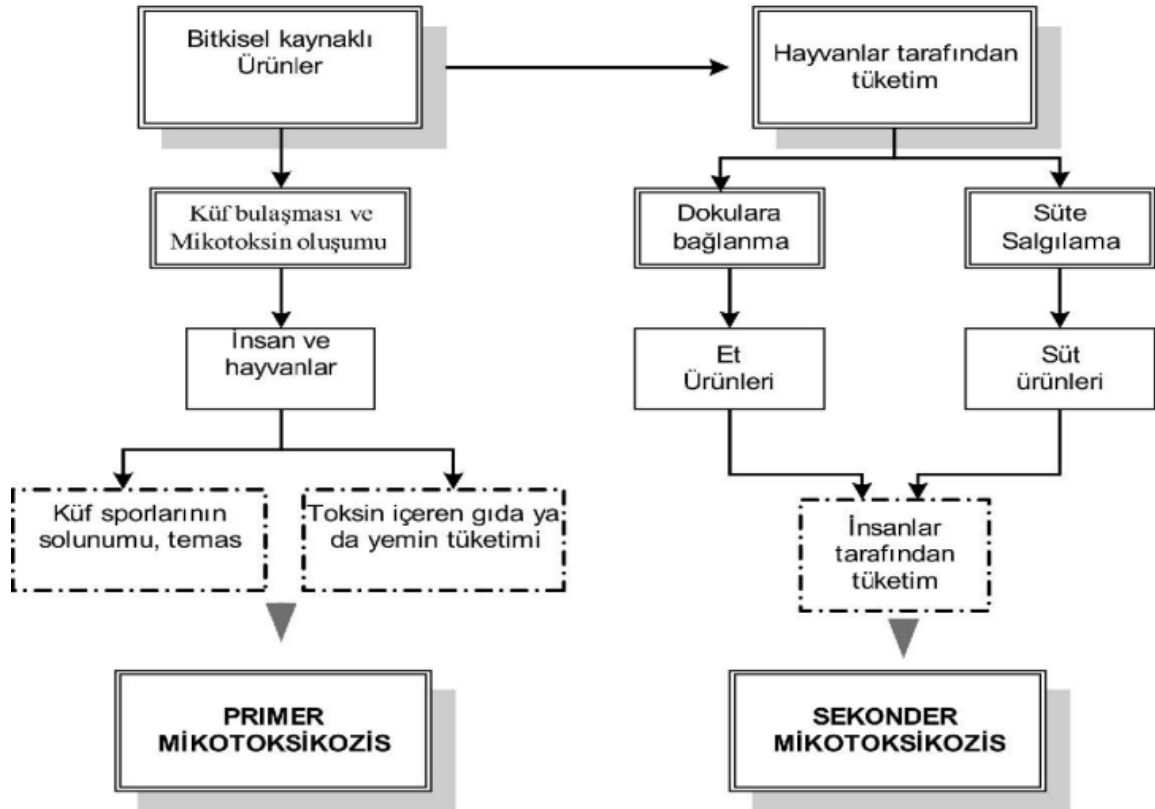 Bitkisel kaynaklı
Ürünler
Hayvanlar tarafından
tüketim
Küf bulaşması ve
Mikotoksin oluşumu
Dokulara
bağlanma
Süte
Salgılama
İnsan ve
hayvanlar
Et
Ürünleri
Süt
ürünleri
Küf sporlarının
solunumu, temas
Toksin içeren gıda ya
da yemin tüketimi
İnsanlar
tarafından
tüketim
PRIMER
MİKOTOKSİKOZİS
SEKONDER
MİKOTOKSİKOZİS